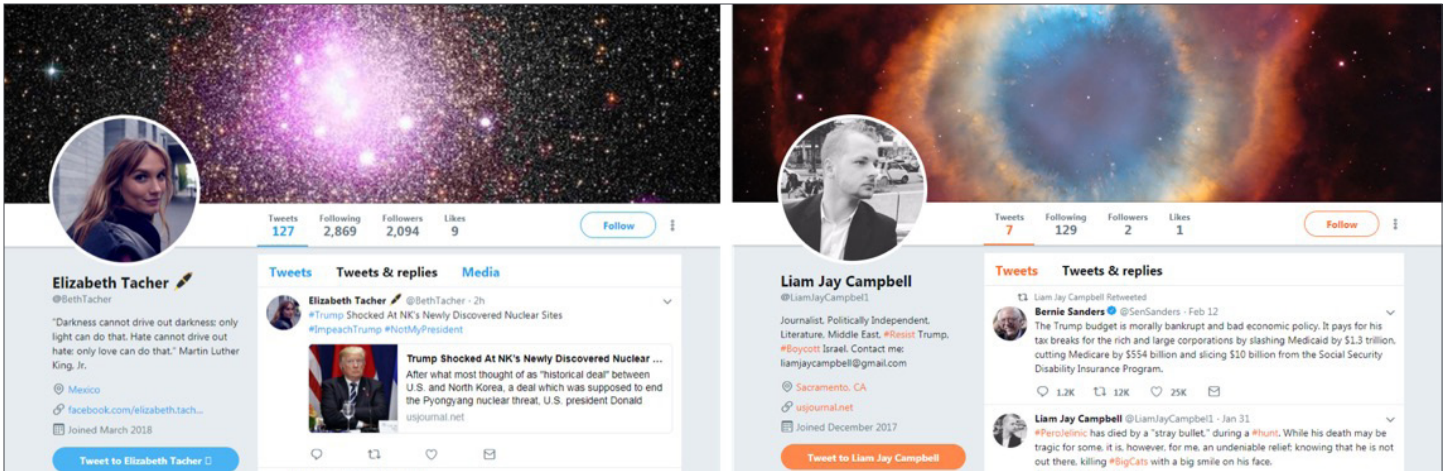 Tweets Following Followers Likes
127 2,869 2,094 9
Follow
Elizabeth Tacher
@BethTacher
"Darkness cannot drive out darkness; only
light can do that. Hate cannot drive out
hate: only love can do that." Martin Luther
King, Jr.
Mexico
facebook.com/elizabeth.tach...
Joined March 2018
Tweet to Elizabeth Tacher
Tweets Tweets & replies Media
Elizabeth Tacher @BethTacher · 2h
#Trump Shocked At NK's Newly Discovered Nuclear Sites
#ImpeachTrump #NotMyPresident
Trump Shocked At NK's Newly Discovered Nuclear ...
After what most thought of as "historical deal" between
U.S. and North Korea, a deal which was supposed to end
the Pyongyang nuclear threat, U.S. president Donald
usjournal.net
Tweets Following Followers Likes
7 129 2 1
Follow
Liam Jay Campbell
@LiamJayCampbel1
Journalist, Politically Independent,
Literature, Middle East, #Resist Trump,
#Boycott Israel. Contact me:
liamjaycampbell@gmail.com
Sacramento, CA
usjournal.net
Joined December 2017
Tweet to Liam Jay Campbell
Tweets Tweets & replies
Liam Jay Campbell Retweeted
Bernie Sanders @SenSanders · Feb 12
The Trump budget is morally bankrupt and bad economic policy. It pays for his
tax breaks for the rich and large corporations by slashing Medicaid by $1.3 trillion,
cutting Medicare by $554 billion and slicing $10 billion from the Social Security
Disability Insurance Program.
1.2K 12K 25K
Liam Jay Campbell @LiamJayCampbel1 · Jan 31
#PeroJelinic has died by a "stray bullet," during a #hunt. While his death may be
tragic for some, it is, however, for me, an undeniable relief; knowing that he is not
out there, killing #BigCats with a big smile on his face.